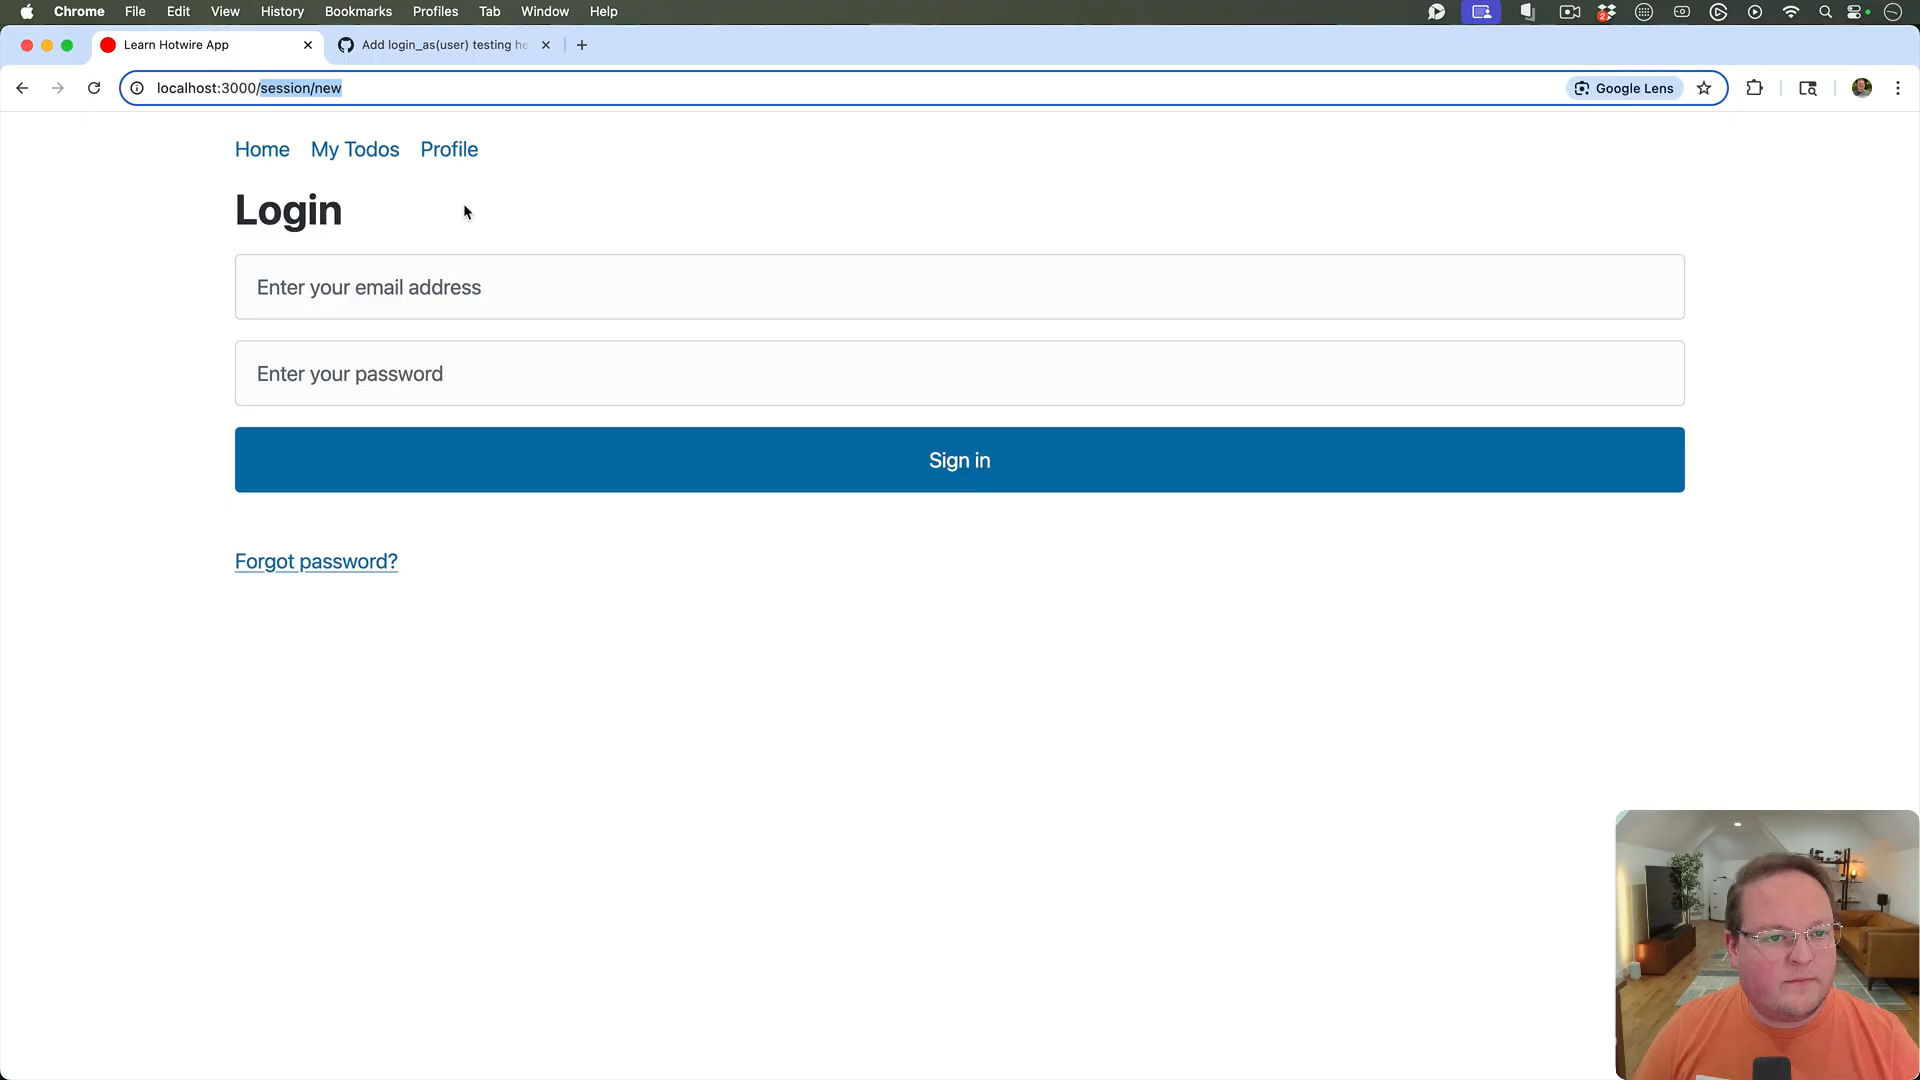 Chrome File Edit View History Bookmarks Profiles Tab Window Help
Learn Hotwire App
Add login_as(user) testing he
localhost:3000/session/new
Google Lens
Home My Todos Profile
Login
Enter your email address
Enter your password
Sign in
Forgot password?